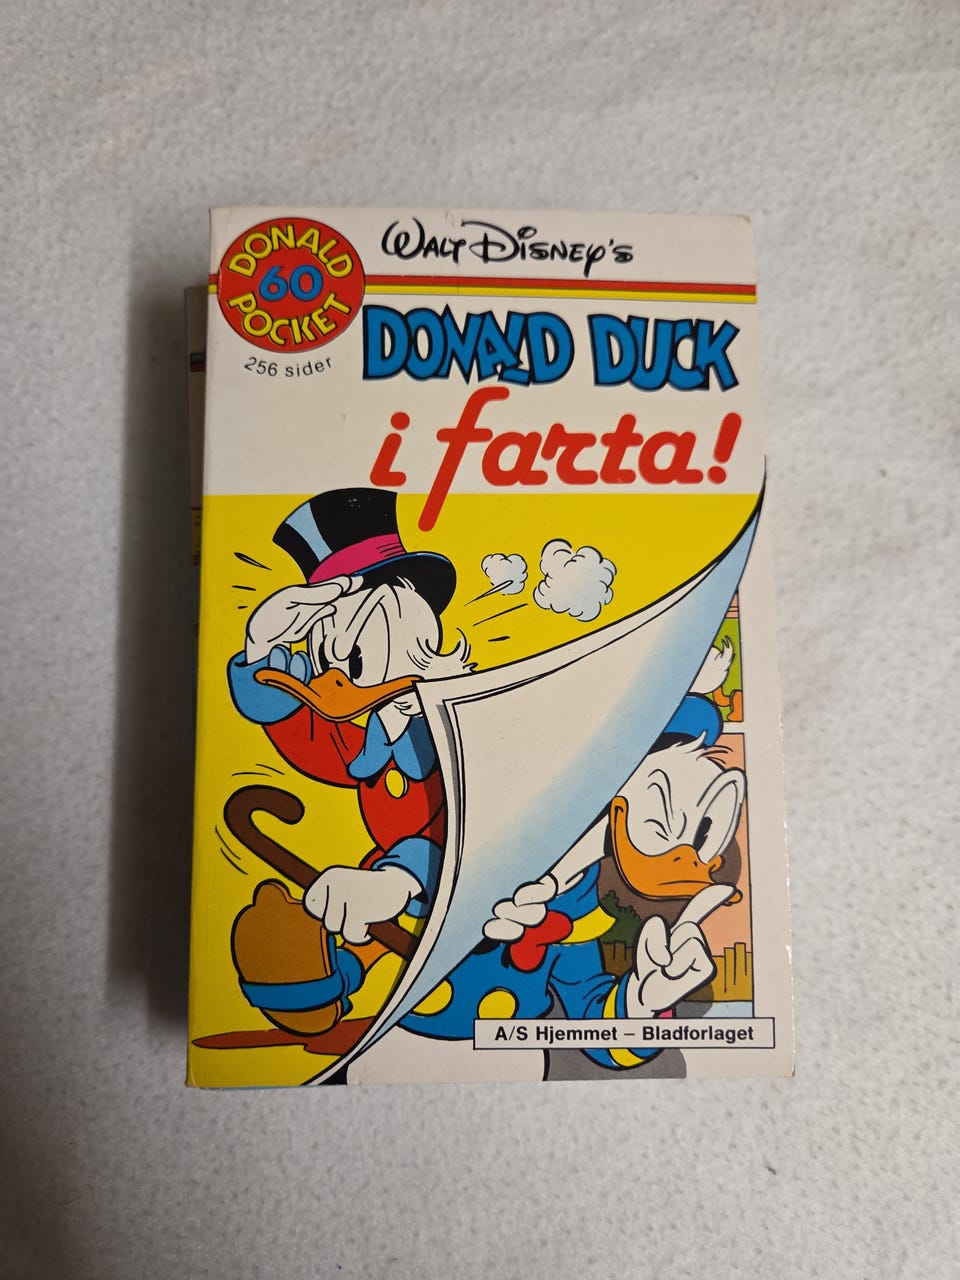 DONALD
60
POCKET
256 sider
WALT DISNEY'S
DONALD DUCK
i farta!
A/S Hjemmet – Bladforlaget